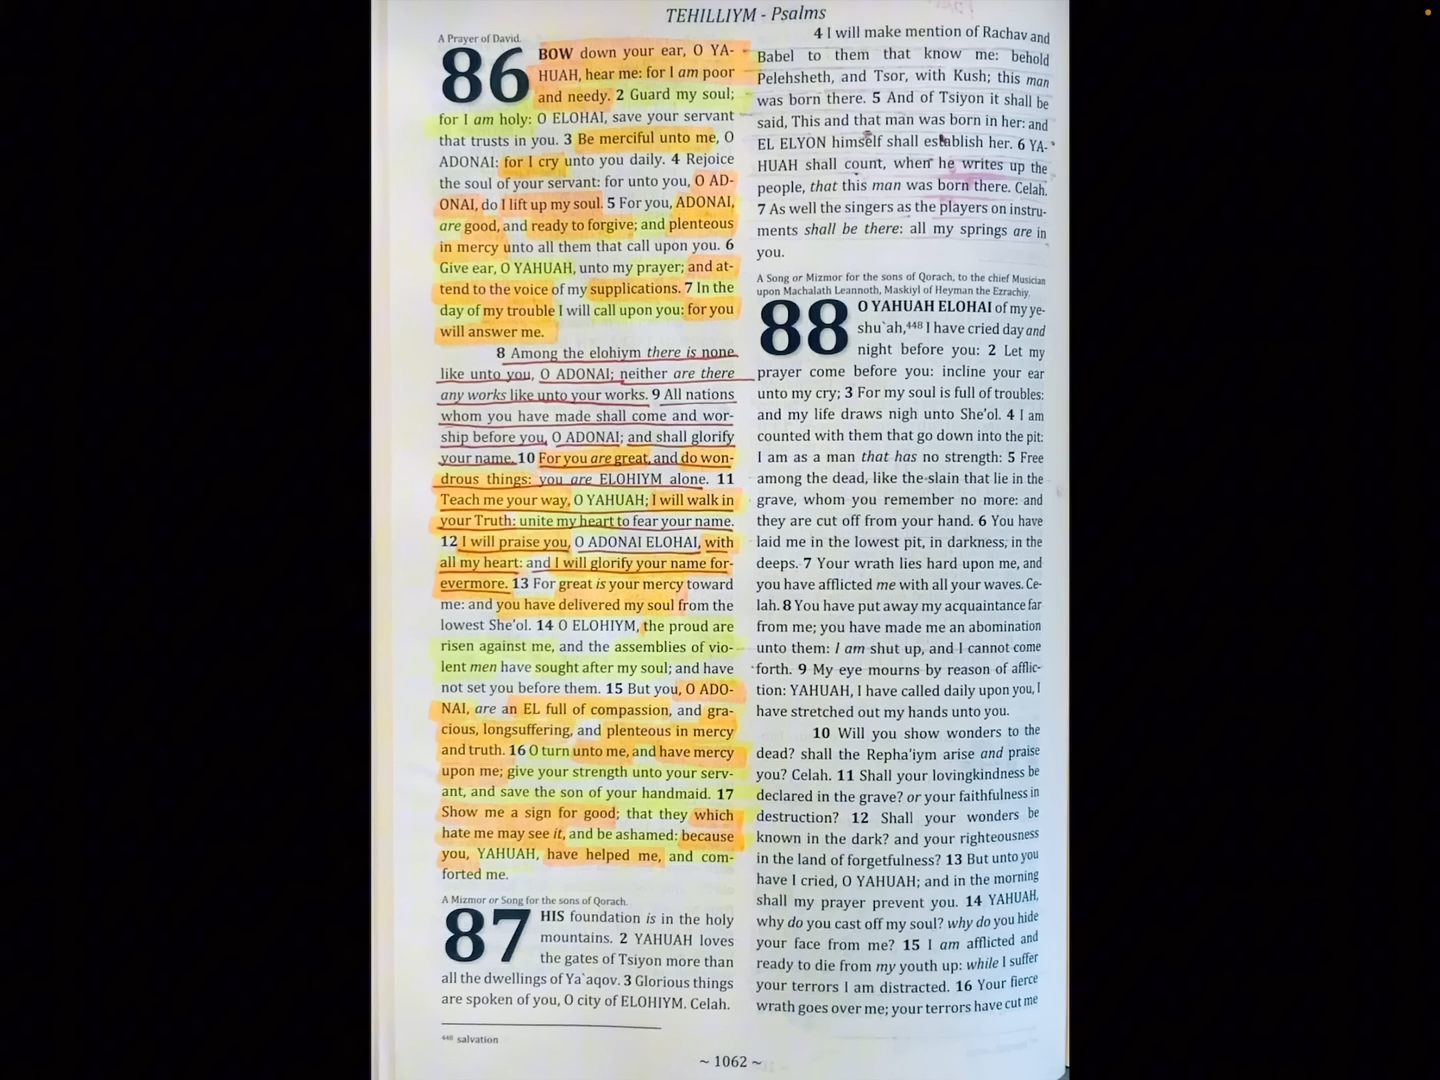 TEHILLIYM - Psalms
A Prayer of David.
86 BOW down your ear, O YA-
HUAH, hear me: for I am poor
and needy. 2 Guard my soul;
for I am holy: O ELOHAI, save your servant
that trusts in you. 3 Be merciful unto me, O
ADONAI: for I cry unto you daily. 4 Rejoice
the soul of your servant: for unto you, O AD-
ONAI, do I lift up my soul. 5 For you, ADONAI,
are good, and ready to forgive; and plenteous
in mercy unto all them that call upon you. 6
Give ear, O YAHUAH, unto my prayer; and at-
tend to the voice of my supplications. 7 In the
day of my trouble I will call upon you: for you
will answer me.
8 Among the elohiym there is none
like unto you, O ADONAI; neither are there
any works like unto your works. 9 All nations
whom you have made shall come and wor-
ship before you, O ADONAI; and shall glorify
your name. 10 For you are great, and do won-
drous things: you are ELOHIYM alone. 11
Teach me your way, O YAHUAH; I will walk in
your Truth: unite my heart to fear your name.
12 I will praise you, O ADONAI ELOHAI, with
all my heart: and I will glorify your name for-
evermore. 13 For great is your mercy toward
me: and you have delivered my soul from the
lowest She'ol. 14 O ELOHIYM, the proud are
risen against me, and the assemblies of vio-
lent men have sought after my soul; and have
not set you before them. 15 But you, O ADO-
NAI, are an EL full of compassion, and gra-
cious, longsuffering, and plenteous in mercy
and truth. 16 O turn unto me, and have mercy
upon me; give your strength unto your serv-
ant, and save the son of your handmaid. 17
Show me a sign for good; that they which
hate me may see it, and be ashamed: because
you, YAHUAH, have helped me, and com-
forted me.
A Mizmor or Song for the sons of Qorach.
87 HIS foundation is in the holy
mountains. 2 YAHUAH loves
the gates of Tsiyon more than
all the dwellings of Ya`aqov. 3 Glorious things
are spoken of you, O city of ELOHIYM. Celah.
448 salvation
4 I will make mention of Rachav and
Babel to them that know me: behold
Pelehsheth, and Tsor, with Kush; this man
was born there. 5 And of Tsiyon it shall be
said, This and that man was born in her: and
EL ELYON himself shall establish her. 6 YA-
HUAH shall count, when he writes up the
people, that this man was born there. Celah.
7 As well the singers as the players on instru-
ments shall be there: all my springs are in
you.
A Song or Mizmor for the sons of Qorach, to the chief Musician
upon Machalath Leannoth, Maskiyl of Heyman the Ezrachiy.
88 O YAHUAH ELOHAI of my ye-
shu`ah,448 I have cried day and
night before you: 2 Let my
prayer come before you: incline your ear
unto my cry; 3 For my soul is full of troubles:
and my life draws nigh unto She'ol. 4 I am
counted with them that go down into the pit:
I am as a man that has no strength: 5 Free
among the dead, like the slain that lie in the
grave, whom you remember no more: and
they are cut off from your hand. 6 You have
laid me in the lowest pit, in darkness, in the
deeps. 7 Your wrath lies hard upon me, and
you have afflicted me with all your waves. Ce-
lah. 8 You have put away my acquaintance far
from me; you have made me an abomination
unto them: I am shut up, and I cannot come
forth. 9 My eye mourns by reason of afflic-
tion: YAHUAH, I have called daily upon you, I
have stretched out my hands unto you.
10 Will you show wonders to the
dead? shall the Repha'iym arise and praise
you? Celah. 11 Shall your lovingkindness be
declared in the grave? or your faithfulness in
destruction? 12 Shall your wonders be
known in the dark? and your righteousness
in the land of forgetfulness? 13 But unto you
have I cried, O YAHUAH; and in the morning
shall my prayer prevent you. 14 YAHUAH,
why do you cast off my soul? why do you hide
your face from me? 15 I am afflicted and
ready to die from my youth up: while I suffer
your terrors I am distracted. 16 Your fierce
wrath goes over me; your terrors have cut me
~ 1062 ~